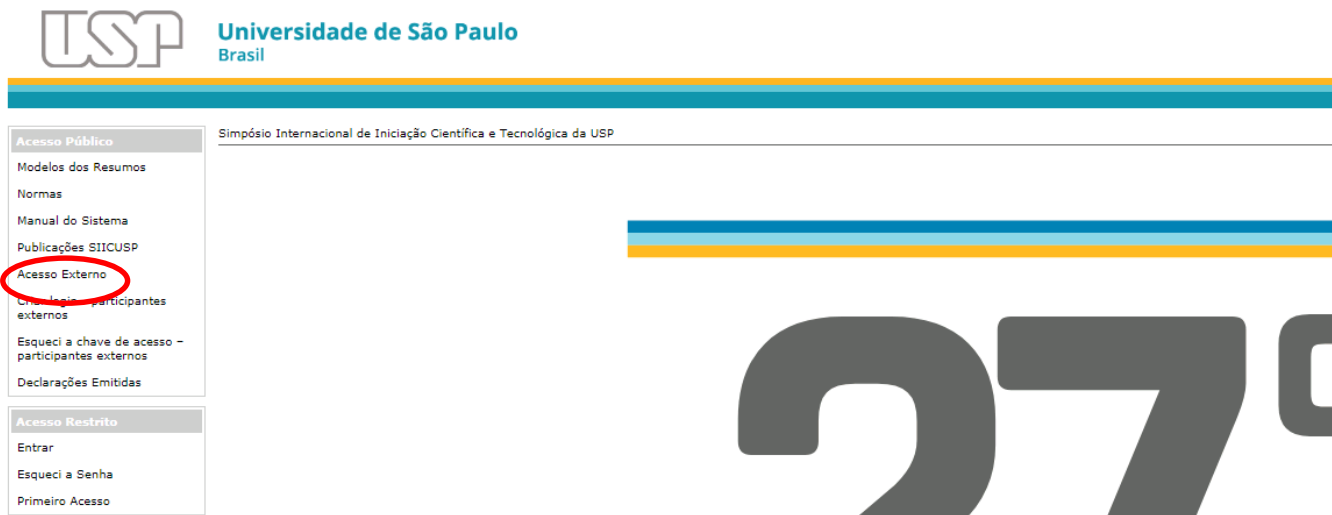 USP
Universidade de São Paulo
Brasil
Acesso Público
Modelos dos Resumos
Normas
Manual do Sistema
Publicações SIICUSP
Acesso Externo
participantes
externos
Esqueci a chave de acesso –
participantes externos
Declarações Emitidas
Acesso Restrito
Entrar
Esqueci a Senha
Primeiro Acesso
Simpósio Internacional de Iniciação Científica e Tecnológica da USP
27º